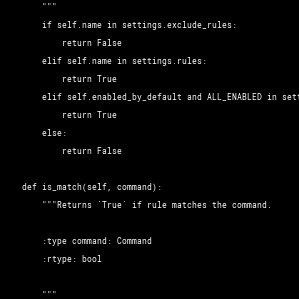 """
if self.name in settings.exclude_rules:
return False
elif self.name in settings.rules:
return True
elif self.enabled_by_default and ALL_ENABLED in
return True
else:
return False
def is_match(self, command):
"""Returns `True` if rule matches the command.
:type command: Command
:rtype: bool
"""